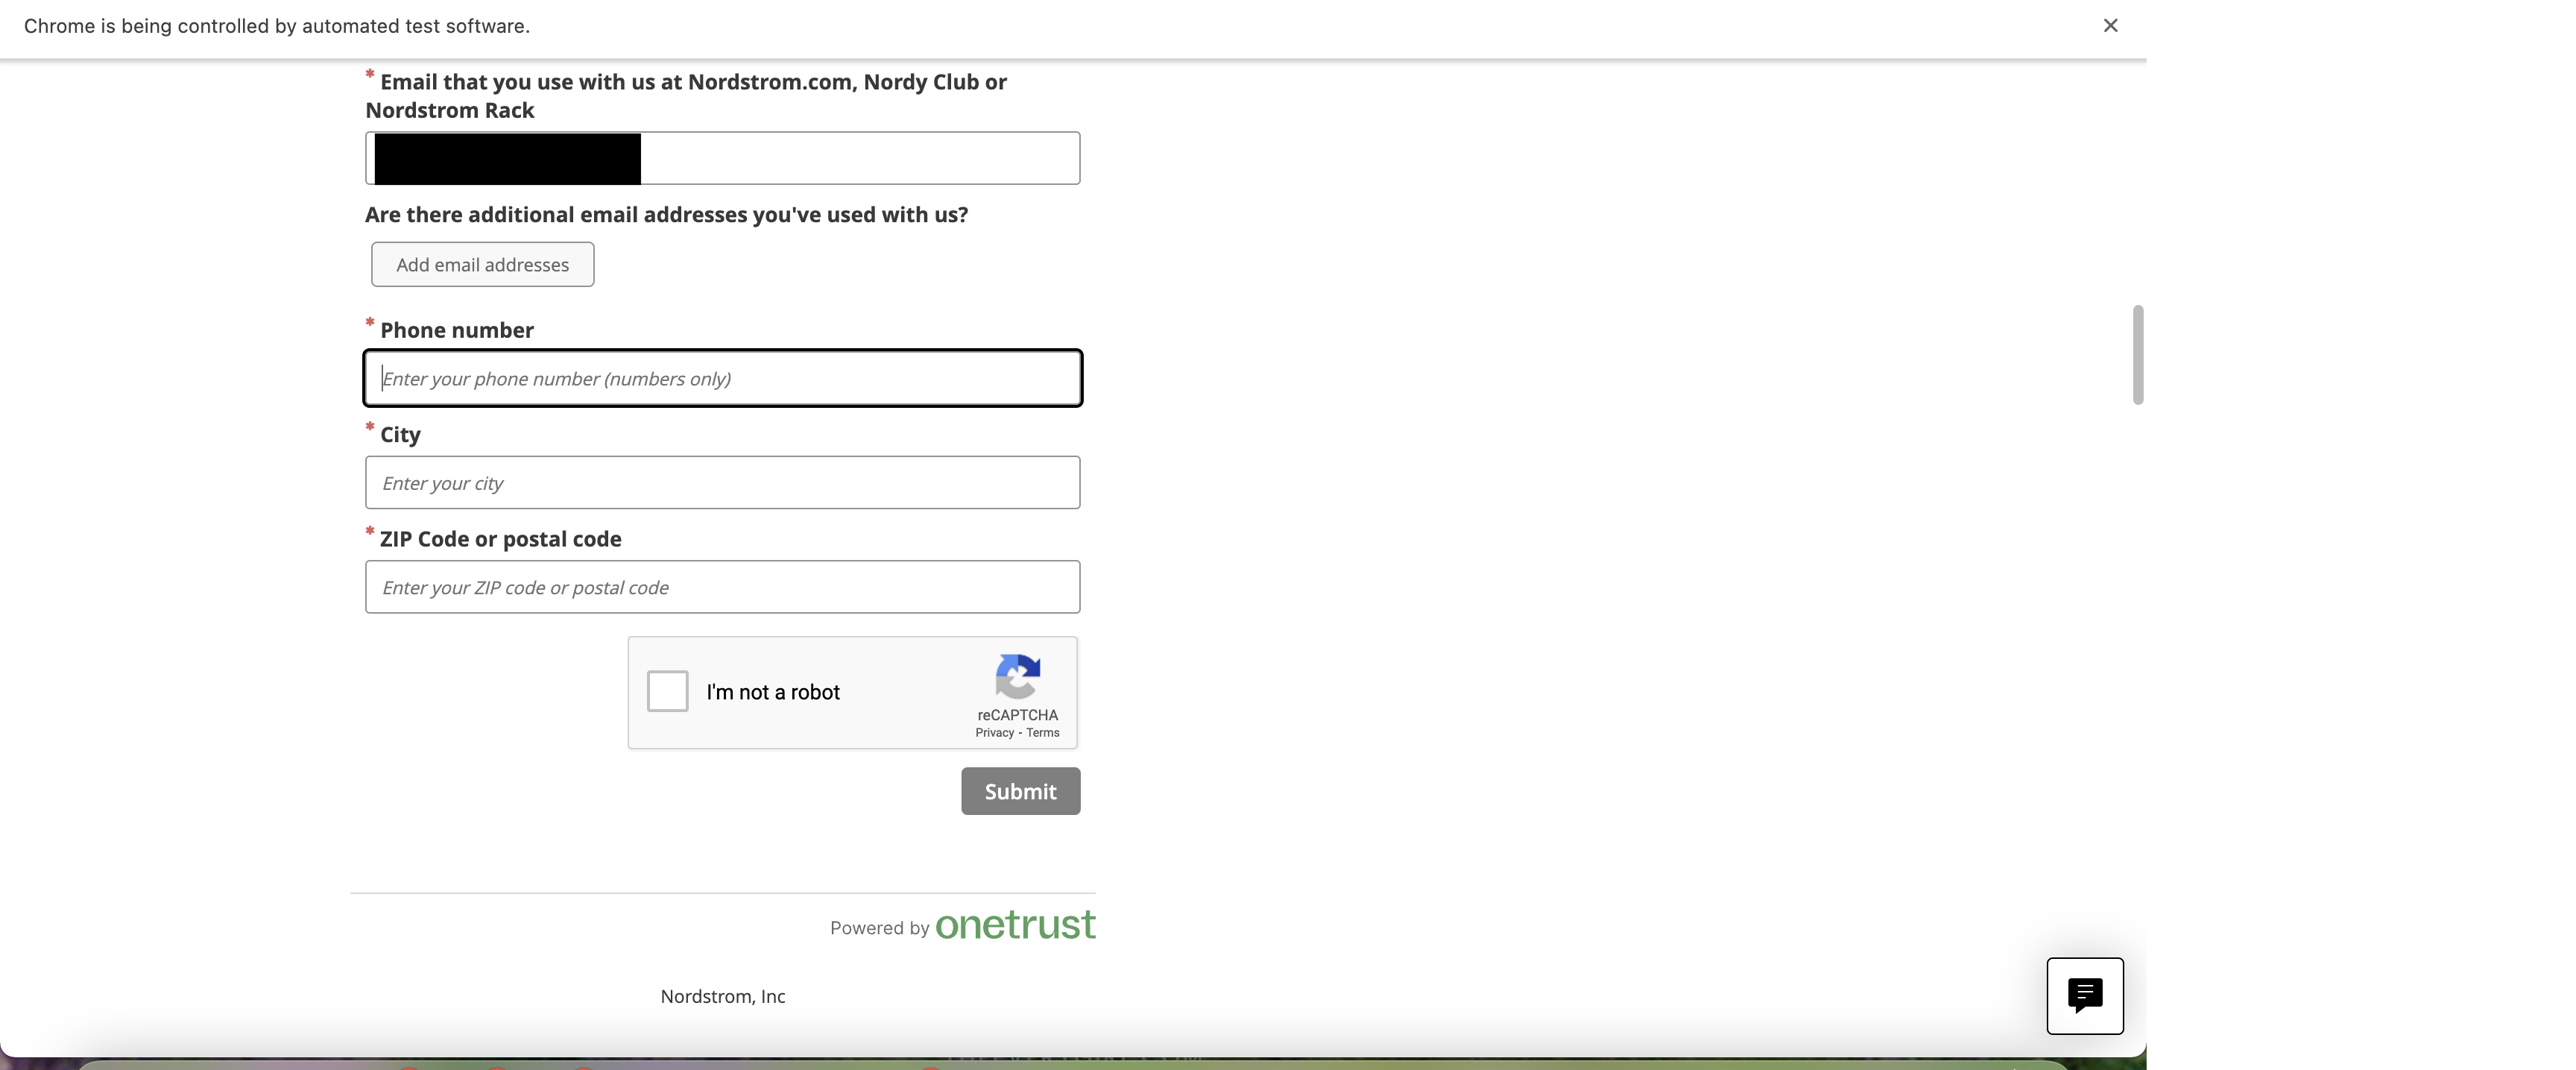 Chrome is being controlled by automated test software.
* Email that you use with us at Nordstrom.com, Nordy Club or
Nordstrom Rack
Are there additional email addresses you've used with us?
Add email addresses
* Phone number
Enter your phone number (numbers only)
* City
Enter your city
* ZIP Code or postal code
Enter your ZIP code or postal code
I'm not a robot
reCAPTCHA
Privacy - Terms
Submit
Powered by onetrust
Nordstrom, Inc